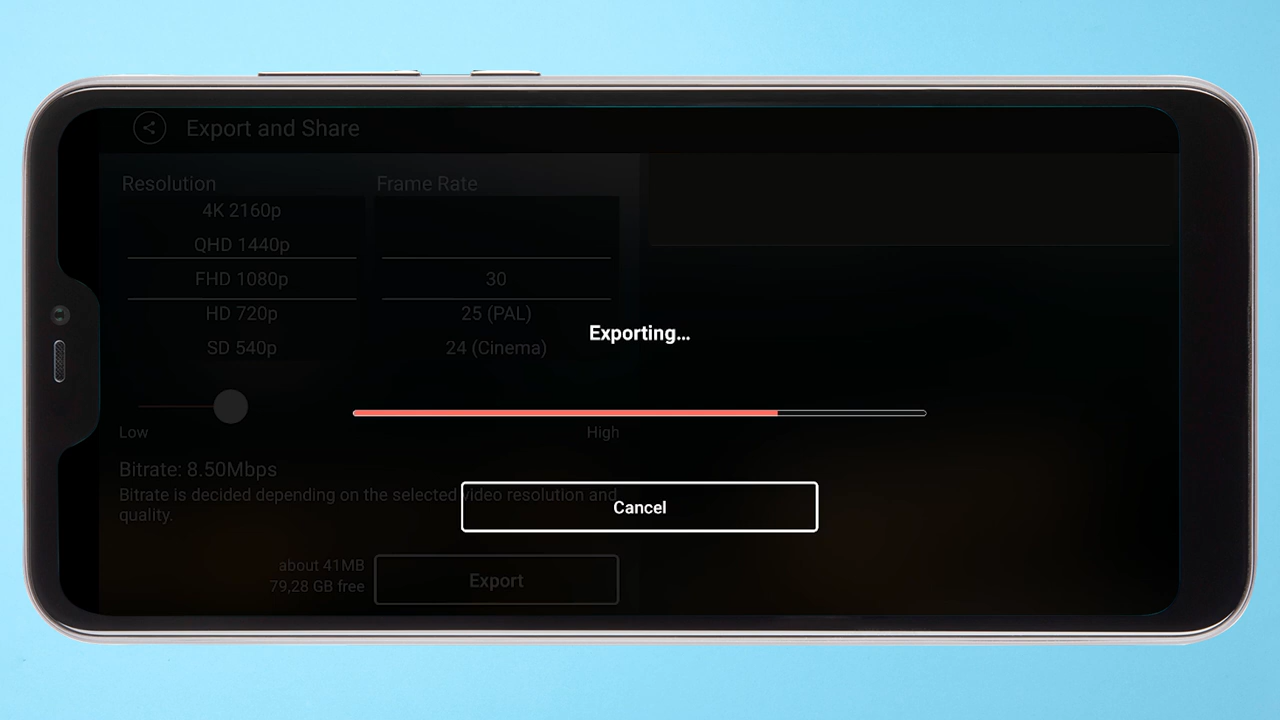 Export and Share
Resolution
Frame Rate
4K 2160p
QHD 1440p
FHD 1080p
30
HD 720p
25 (PAL)
SD 540p
24 (Cinema)
Exporting...
Low
High
Bitrate: 8.50Mbps
Bitrate is decided depending on the selected video resolution and
quality.
Cancel
about 41MB
79,28 GB free
Export